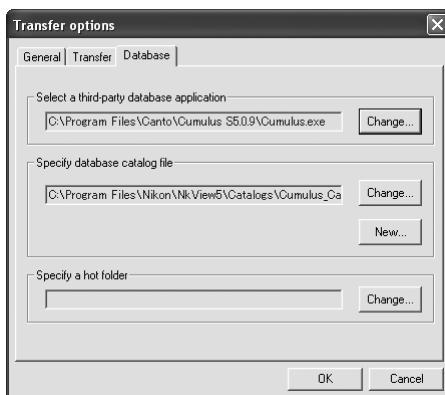 Transfer options
General
Transfer
Database
Select a third-party database application
C:\Program Files\Canto\Cumulus S5.0.9\Cumulus.exe
Change...
Specify database catalog file
C:\Program Files\Nikon\NkView5\Catalogs\Cumulus_Ca
Change...
New...
Specify a hot folder
Change...
OK
Cancel